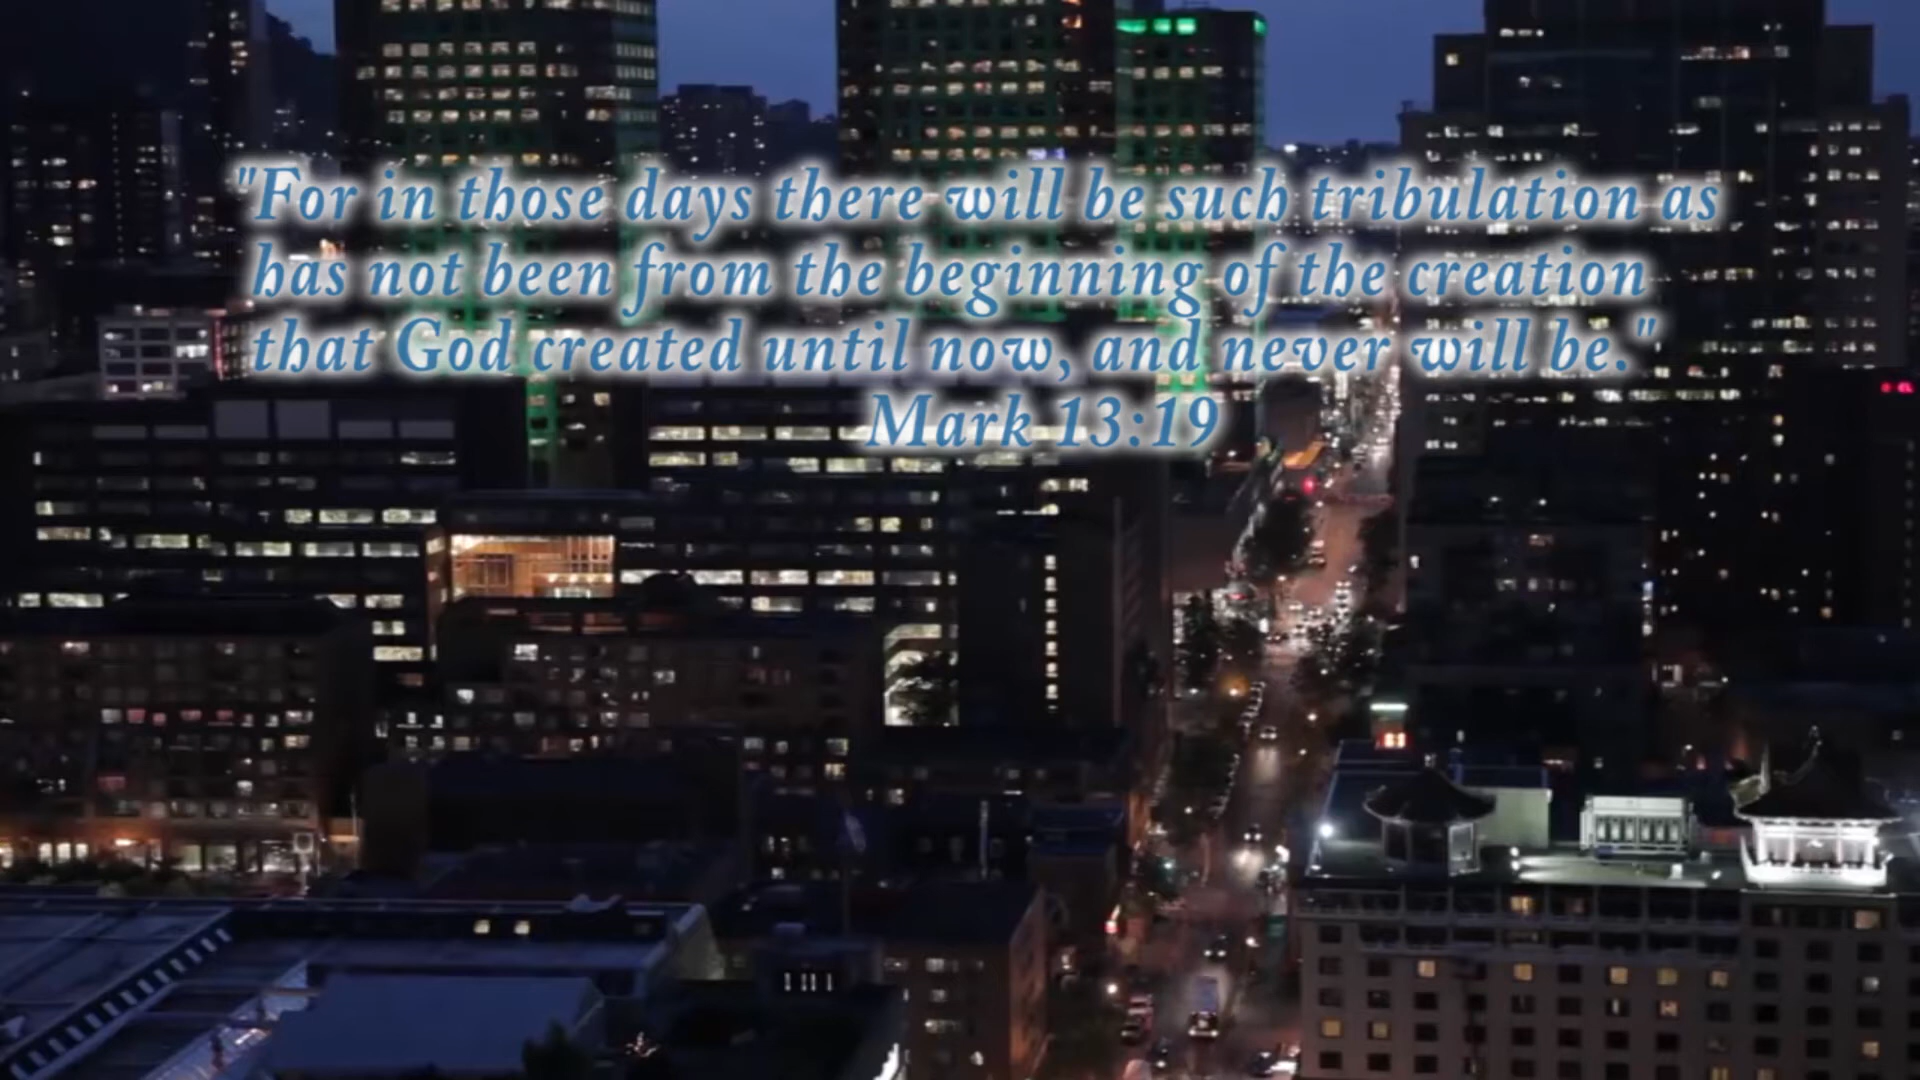 "For in those days there will be such tribulation as
has not been from the beginning of the creation
that God created until now, and never will be."
Mark 13:19